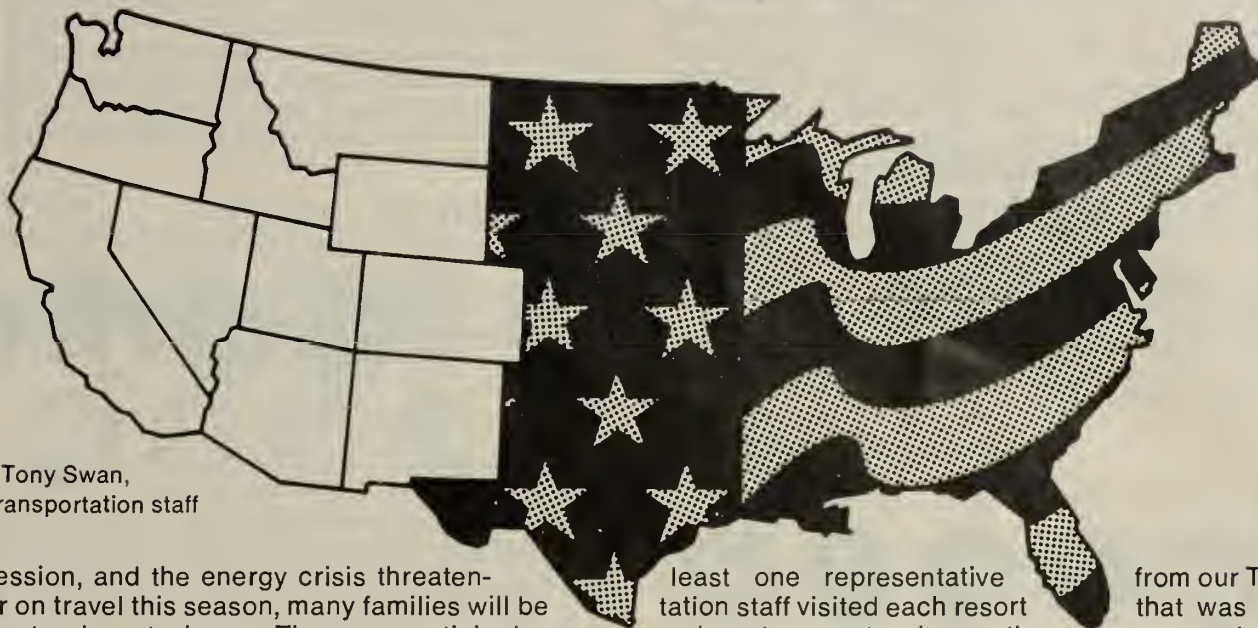 Tony Swan,
ransportation staff
ession, and the energy crisis threaten-
r on travel this season, many families will be
least one representative
tation staff visited each resort
from our T
that was